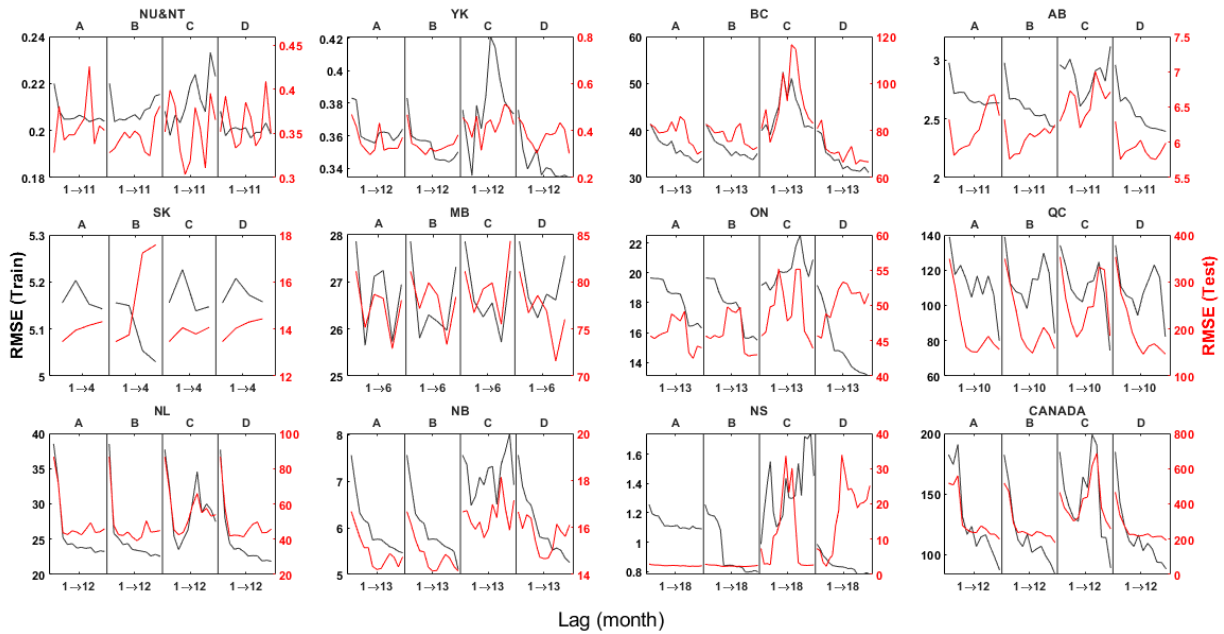 NU&NT YK BC AB
A B C D A B C D A B C D A B C D
0.24 0.45 0.42 0.8 60 120 3 7.5
0.22 0.4 0.4 0.6 50 100 2.5 7
0.2 0.35 0.38 0.4 40 80 2 6.5
0.18 0.3 0.36 0.2 30 60 6
0.34 5.5
1→11 1→11 1→11 1→11 1→12 1→12 1→12 1→12 1→13 1→13 1→13 1→13 1→11 1→11 1→11 1→11
SK MB ON QC
A B C D A B C D A B C D A B C D
5.3 18 28 85 22 60 140 400
5.2 16 27 80 20 55 120 300
5.1 14 26 75 18 50 100 200
5 12 25 70 16 45 80 100
14 40 60
1→4 1→4 1→4 1→4 1→6 1→6 1→6 1→6 1→13 1→13 1→13 1→13 1→10 1→10 1→10 1→10
RMSE (Train)
RMSE (Test)
NL NB NS CANADA
A B C D A B C D A B C D A B C D
40 100 8 20 1.6 40 200 800
35 80 7 18 1.4 30 150 600
30 60 6 16 1.2 20 100 400
25 40 5 14 1 10 200
20 20 12 0.8 0 0
1→12 1→12 1→12 1→12 1→13 1→13 1→13 1→13 1→18 1→18 1→18 1→18 1→12 1→12 1→12 1→12
Lag (month)